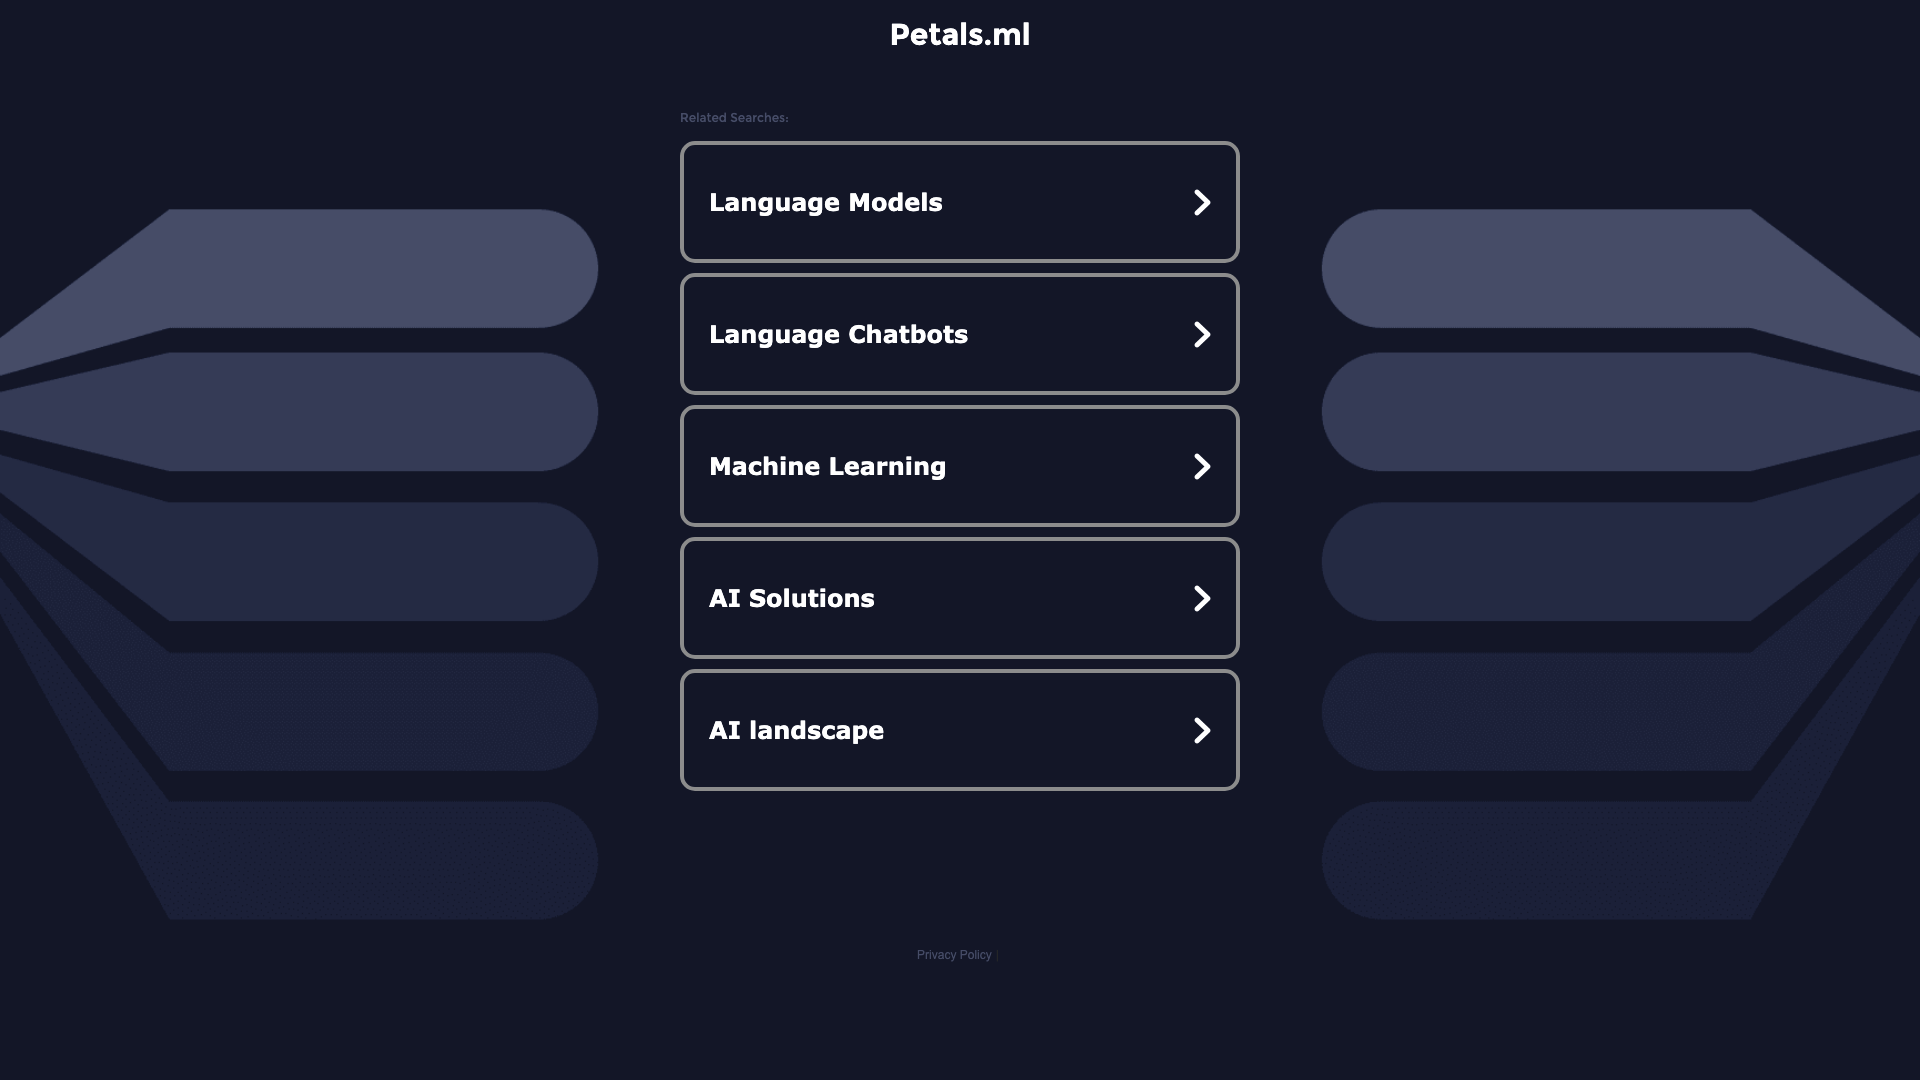 Petals.ml
Related Searches:
Language Models
Language Chatbots
Machine Learning
AI Solutions
AI landscape
Privacy Policy |